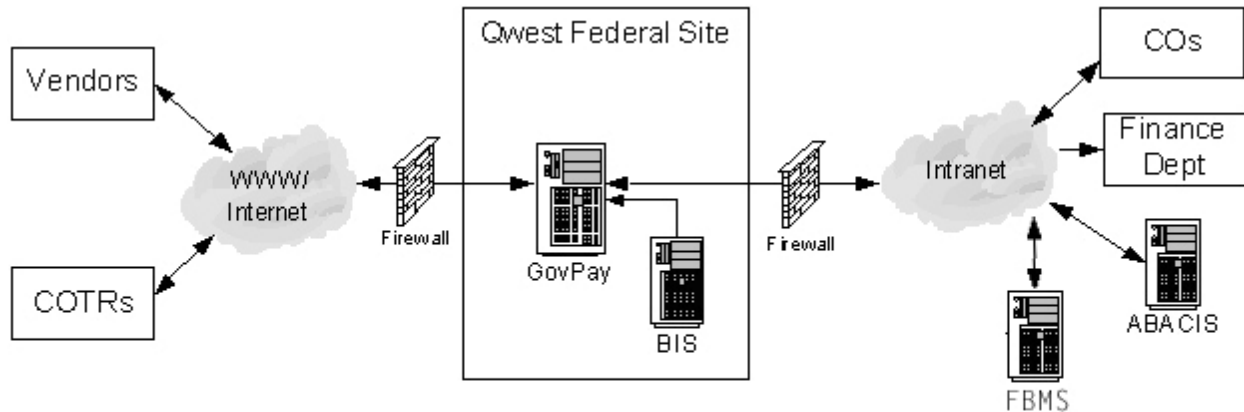 Qwest Federal Site
Vendors
COs
Finance
Dept
WWW/
Internet
Intranet
Firewall
Firewall
GovPay
COTRs
BIS
ABACIS
FBMS